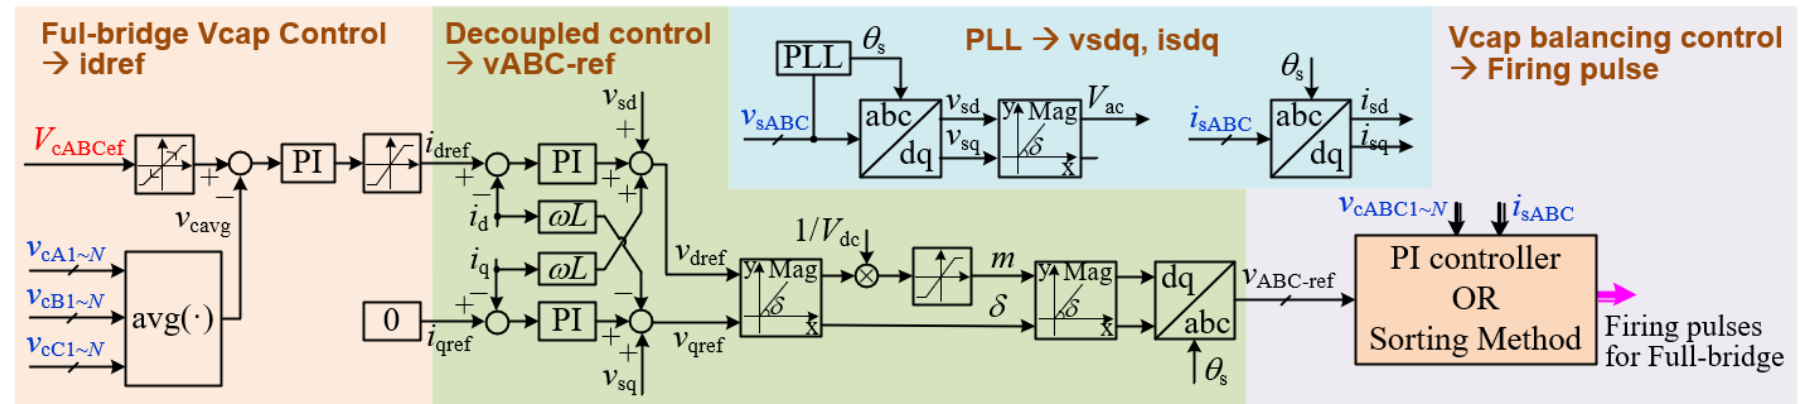 Ful-bridge Vcap Control
→ idref
Decoupled control
→ vABC-ref
PLL → vsdq, isdq
Vcap balancing control
→ Firing pulse
VcABCef
+
−
PI
vcavg
vcA1~N
vcB1~N
vcC1~N
avg(·)
idref
+
−
id
PI
vsd
+
+
+
ωL
iq
ωL
0
iqref
+
−
PI
−
+
+
vsq
vdref
vqref
y Mag
δ
x
1/Vdc
m
δ
y Mag
δ
x
dq
abc
θs
vABC-ref
PLL
θs
vsABC
abc
dq
vsd
vsq
y Mag
δ
x
Vac
θs
isABC
abc
dq
isd
isq
vcABC1~N
isABC
PI controller
OR
Sorting Method
Firing pulses
for Full-bridge